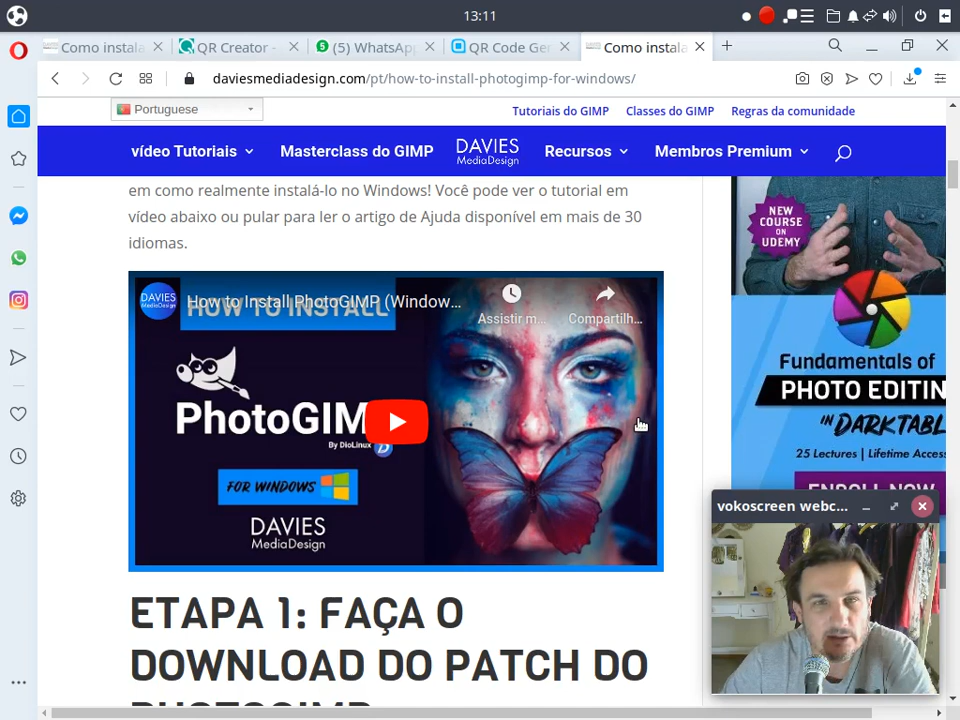 13:11
Como instala
QR Creator -
(5) WhatsApp
QR Code Ger
Como instala
daviesmediadesign.com/pt/how-to-install-photogimp-for-windows/
Portuguese
Tutoriais do GIMP
Classes do GIMP
Regras da comunidade
vídeo Tutoriais
Masterclass do GIMP
DAVIES
MediaDesign
Recursos
Membros Premium
em como realmente instalá-lo no Windows! Você pode ver o tutorial em
vídeo abaixo ou pular para ler o artigo de Ajuda disponível em mais de 30
idiomas.
DAVIES
MediaDesign
How to Install PhotoGIMP (Window...
HOW TO INSTALL
Assistir m...
Compartilh...
PhotoGIM
By DioLinux
FOR WINDOWS
DAVIES
MediaDesign
ETAPA 1: FAÇA O
DOWNLOAD DO PATCH DO
PHOTOGIMP
NEW
COURSE
ON
UDEMY
Fundamentals of
PHOTO EDITIN
IN DARKTABL
25 Lectures | Lifetime Access
ENROLL NOW
vokoscreen webc...